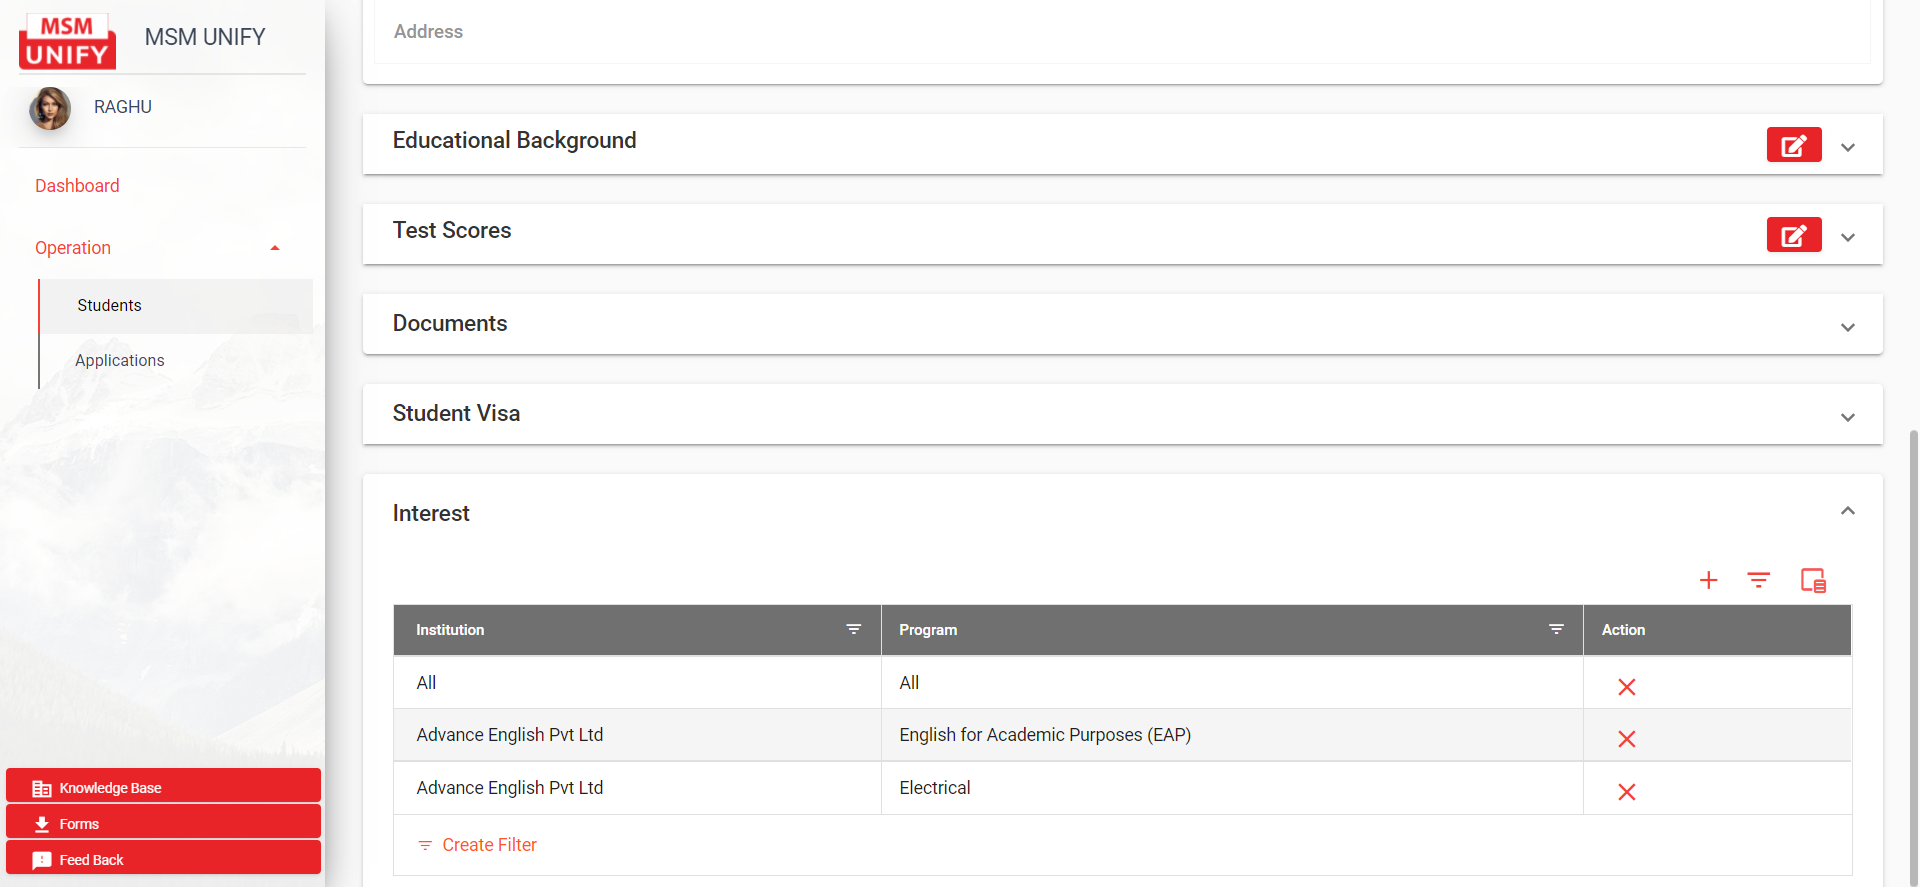 MSM
UNIFY
MSM UNIFY
RAGHU
Dashboard
Operation
Students
Applications
Knowledge Base
Forms
Feed Back
Address
Educational Background
Test Scores
Documents
Student Visa
Interest
Institution Program Action
All All
Advance English Pvt Ltd English for Academic Purposes (EAP)
Advance English Pvt Ltd Electrical
Create Filter